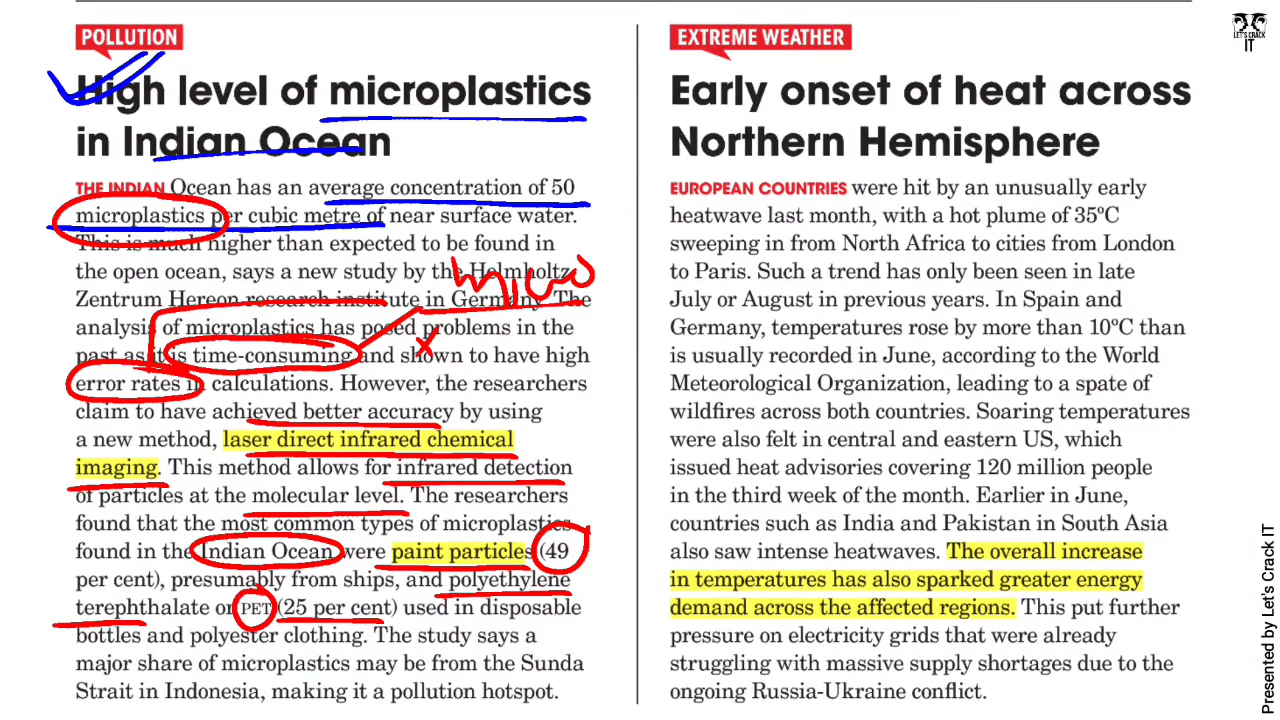 POLLUTION
High level of microplastics
in Indian Ocean
THE INDIAN Ocean has an average concentration of 50
microplastics per cubic metre of near surface water.
This is much higher than expected to be found in
the open ocean, says a new study by the Helmholtz
Zentrum Hereon research institute in Germany. The
analysis of microplastics has posed problems in the
past as it is time-consuming and shown to have high
error rates in calculations. However, the researchers
claim to have achieved better accuracy by using
a new method, laser direct infrared chemical
imaging. This method allows for infrared detection
of particles at the molecular level. The researchers
found that the most common types of microplastics
found in the Indian Ocean were paint particles (49
per cent), presumably from ships, and polyethylene
terephthalate or PET (25 per cent) used in disposable
bottles and polyester clothing. The study says a
major share of microplastics may be from the Sunda
Strait in Indonesia, making it a pollution hotspot.
micro
x
EXTREME WEATHER
Early onset of heat across
Northern Hemisphere
EUROPEAN COUNTRIES were hit by an unusually early
heatwave last month, with a hot plume of 35ºC
sweeping in from North Africa to cities from London
to Paris. Such a trend has only been seen in late
July or August in previous years. In Spain and
Germany, temperatures rose by more than 10ºC than
is usually recorded in June, according to the World
Meteorological Organization, leading to a spate of
wildfires across both countries. Soaring temperatures
were also felt in central and eastern US, which
issued heat advisories covering 120 million people
in the third week of the month. Earlier in June,
countries such as India and Pakistan in South Asia
also saw intense heatwaves. The overall increase
in temperatures has also sparked greater energy
demand across the affected regions. This put further
pressure on electricity grids that were already
struggling with massive supply shortages due to the
ongoing Russia-Ukraine conflict.
LET'S CRACK
IT
Presented by Let's Crack IT